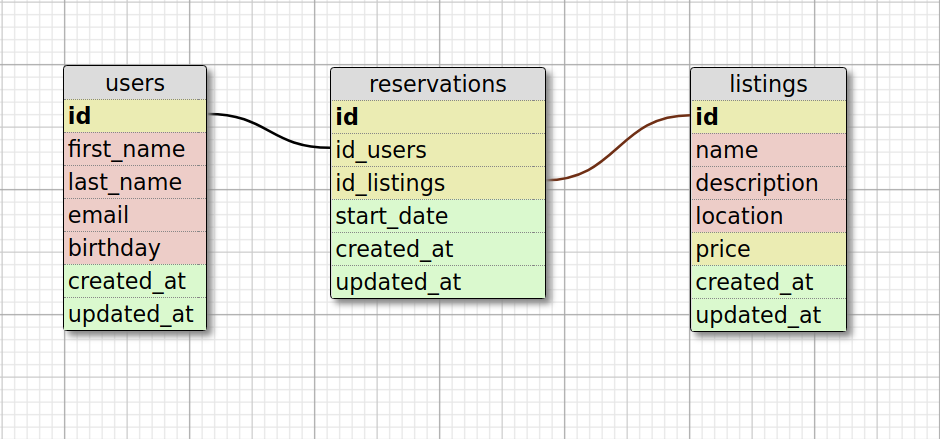 users
id
first_name
last_name
email
birthday
created_at
updated_at
reservations
id
id_users
id_listings
start_date
created_at
updated_at
listings
id
name
description
location
price
created_at
updated_at